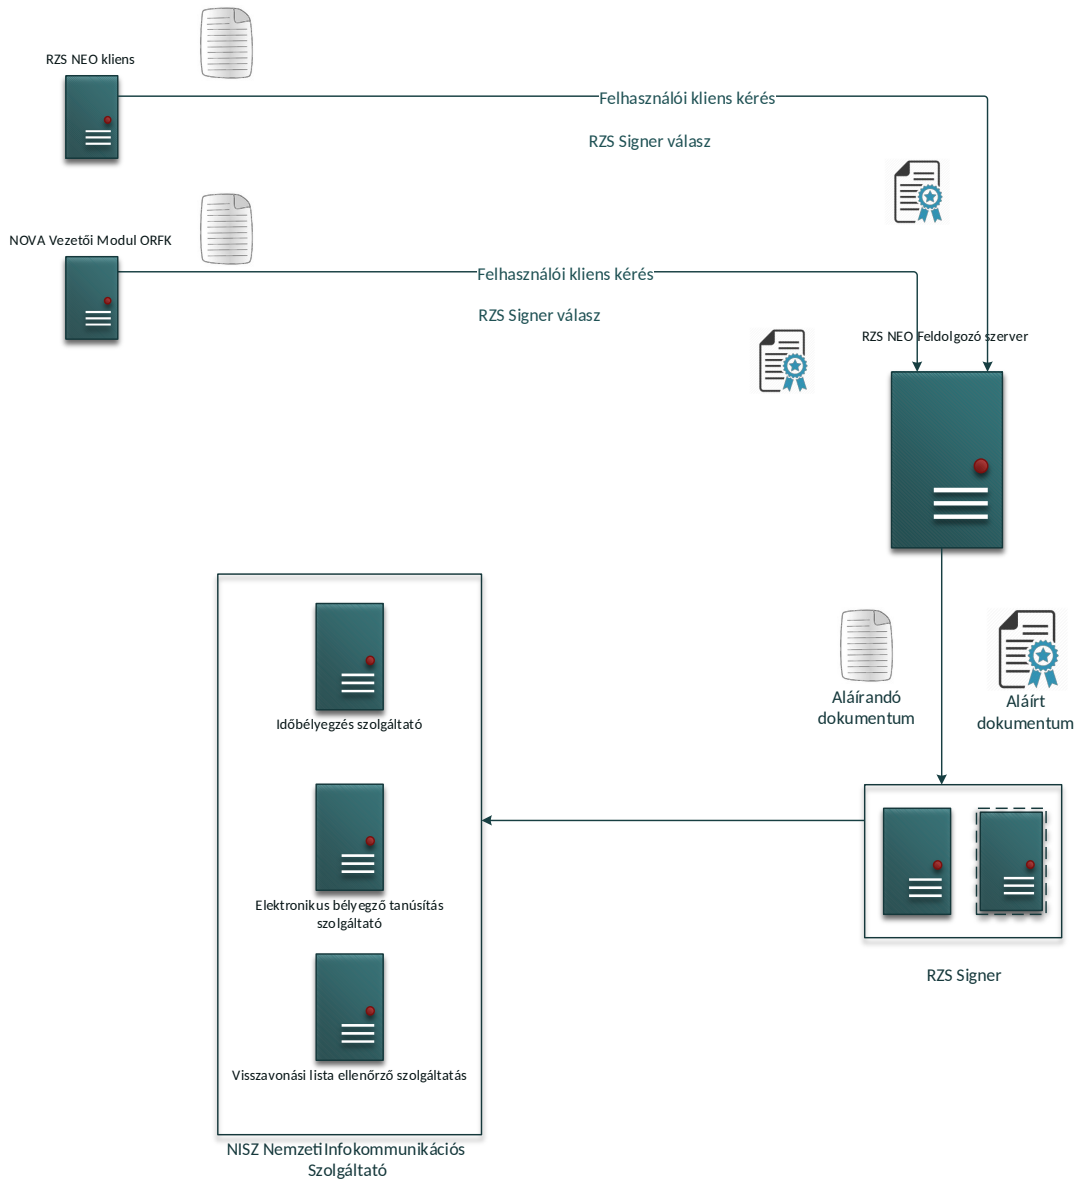 RZS NEO kliens
Felhasználói kliens kérés
RZS Signer válasz
NOVA Vezetői Modul ORFK
Felhasználói kliens kérés
RZS Signer válasz
RZS NEO Feldolgozó szerver
Aláírandó
dokumentum
Aláírt
dokumentum
Időbélyegzés szolgáltató
Elektronikus bélyegző tanúsítás
szolgáltató
RZS Signer
Visszavonási lista ellenőrző szolgáltatás
NISZ Nemzeti Infokommunikációs
Szolgáltató